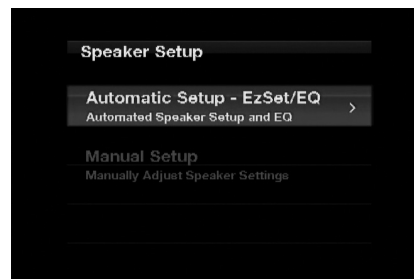 Speaker Setup
Automatic Setup - EzSet/EQ
Automated Speaker Setup and EQ
Manual Setup
Manually Adjust Speaker Settings